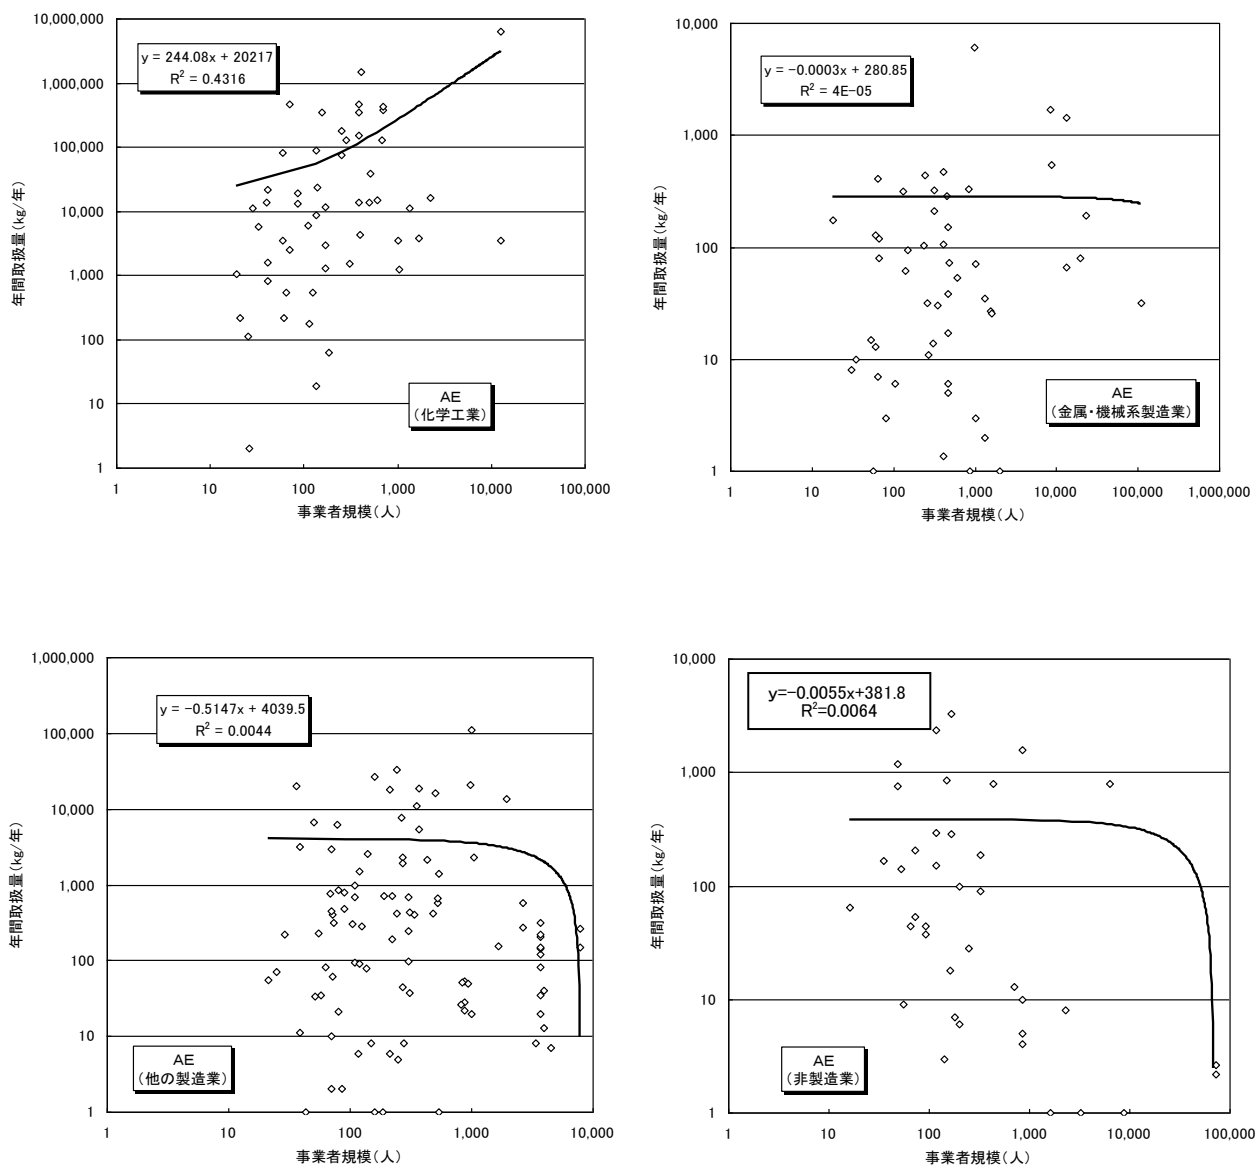 10,000,000
1,000,000
100,000
10,000
1,000
100
10
1
年間取扱量(kg/年)
y = 244.08x + 20217
R² = 0.4316
AE
(化学工業)
1 10 100 1,000 10,000 100,000
事業者規模(人)
10,000
1,000
100
10
1
年間取扱量(kg/年)
y = −0.0003x + 280.85
R² = 4E-05
AE
(金属・機械系製造業)
1 10 100 1,000 10,000 100,000 1,000,000
事業者規模(人)
1,000,000
100,000
10,000
1,000
100
10
1
年間取扱量(kg/年)
y = −0.5147x + 4039.5
R² = 0.0044
AE
(他の製造業)
1 10 100 1,000 10,000
事業者規模(人)
10,000
1,000
100
10
1
年間取扱量(kg/年)
y=−0.0055x+381.8
R²=0.0064
AE
(非製造業)
1 10 100 1,000 10,000 100,000
事業者規模(人)